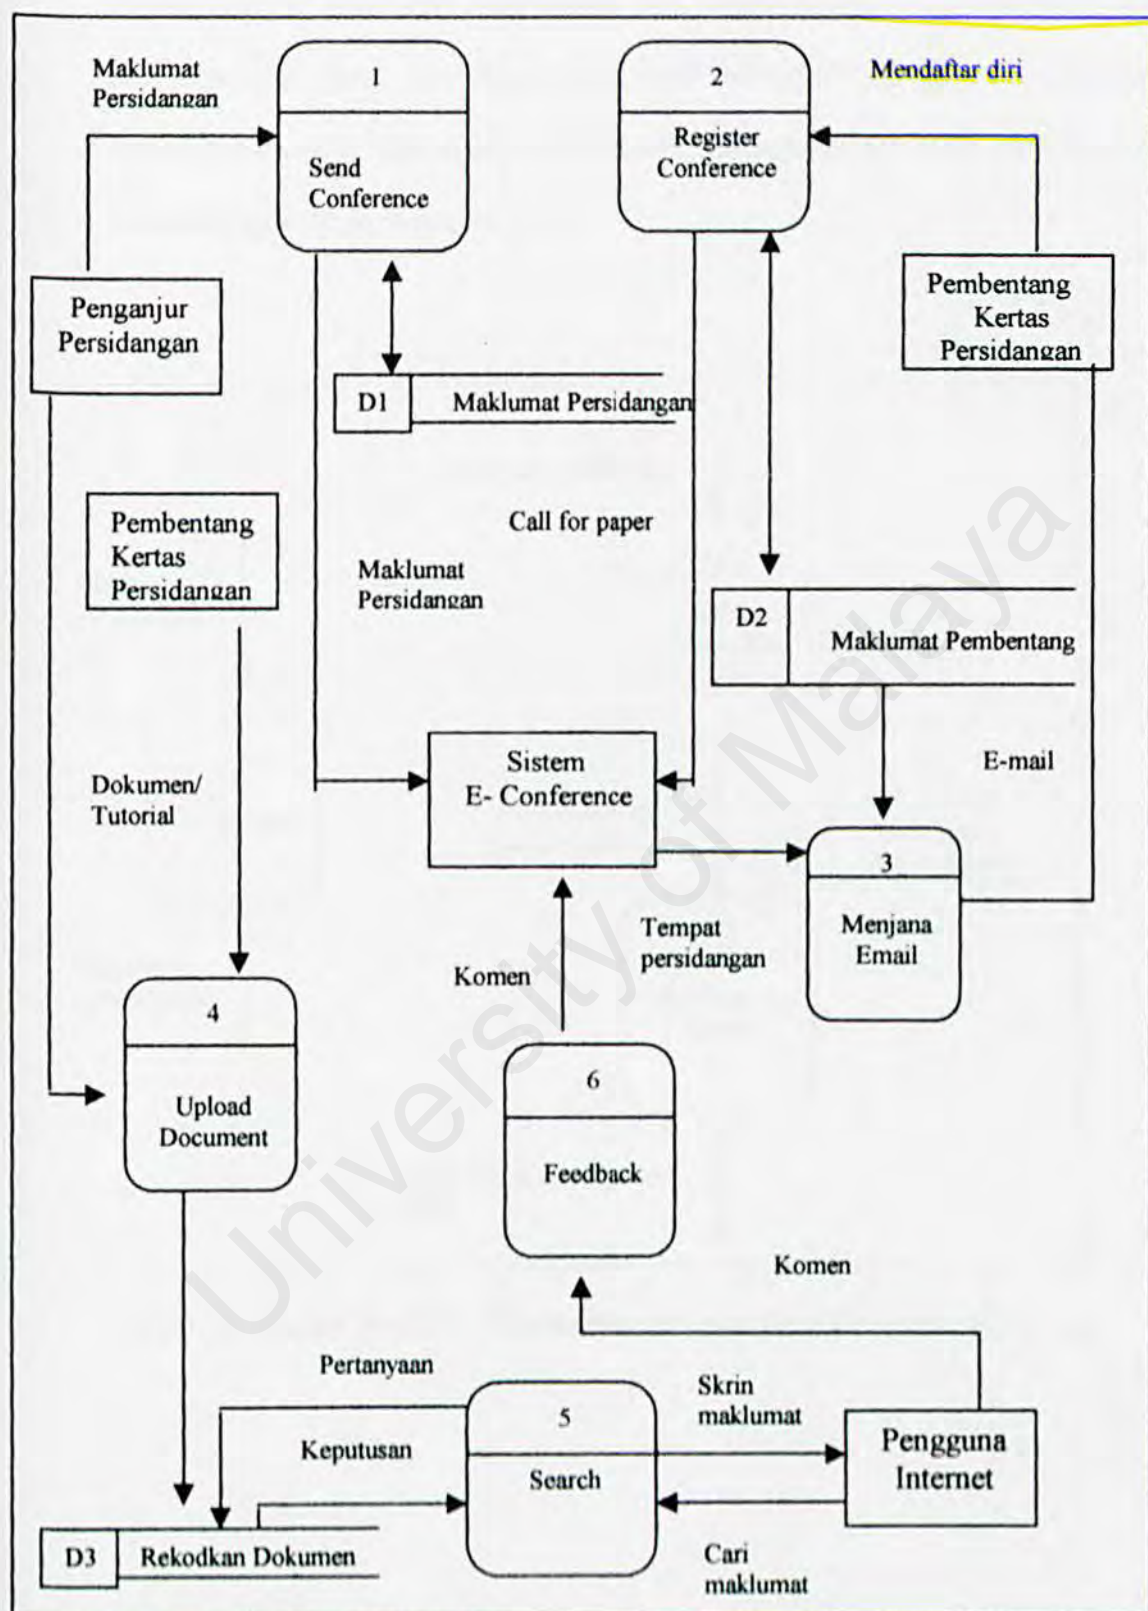 Maklumat
Persidangan
1
Send
Conference
2
Register
Conference
Mendaftar diri
Penganjur
Persidangan
Pembentang
Kertas
Persidangan
D1
Maklumat Persidangan
Pembentang
Kertas
Persidangan
Call for paper
Maklumat
Persidangan
D2
Maklumat Pembentang
Dokumen/
Tutorial
Sistem
E- Conference
E-mail
3
Menjana
Email
Tempat
persidangan
Komen
4
Upload
Document
6
Feedback
Komen
Pertanyaan
Keputusan
5
Search
Skrin
maklumat
Pengguna
Internet
Cari
maklumat
D3
Rekodkan Dokumen
University of Malaya